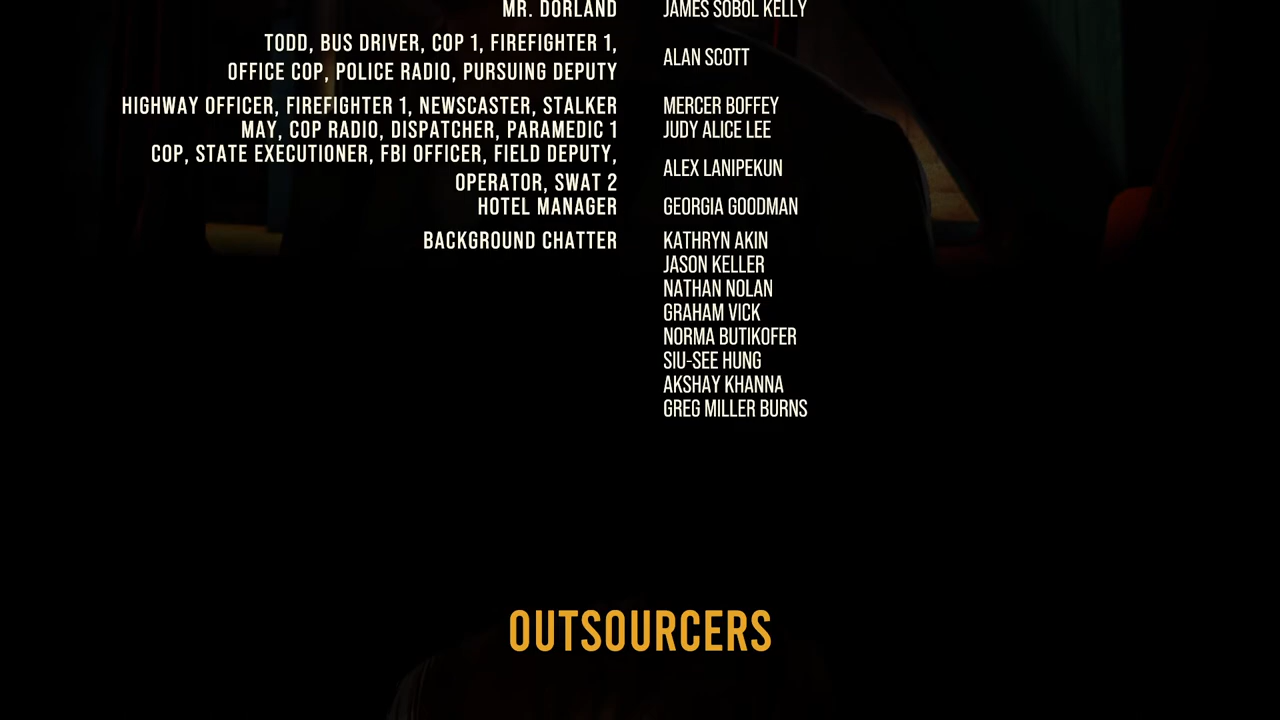 MR. DORLAND JAMES SOBOL KELLY
TODD, BUS DRIVER, COP 1, FIREFIGHTER 1,
OFFICE COP, POLICE RADIO, PURSUING DEPUTY ALAN SCOTT
HIGHWAY OFFICER, FIREFIGHTER 1, NEWSCASTER, STALKER MERCER BOFFEY
MAY, COP RADIO, DISPATCHER, PARAMEDIC 1 JUDY ALICE LEE
COP, STATE EXECUTIONER, FBI OFFICER, FIELD DEPUTY,
OPERATOR, SWAT 2 ALEX LANIPEKUN
HOTEL MANAGER GEORGIA GOODMAN
BACKGROUND CHATTER KATHRYN AKIN
JASON KELLER
NATHAN NOLAN
GRAHAM VICK
NORMA BUTIKOFER
SIU-SEE HUNG
AKSHAY KHANNA
GREG MILLER BURNS
OUTSOURCERS